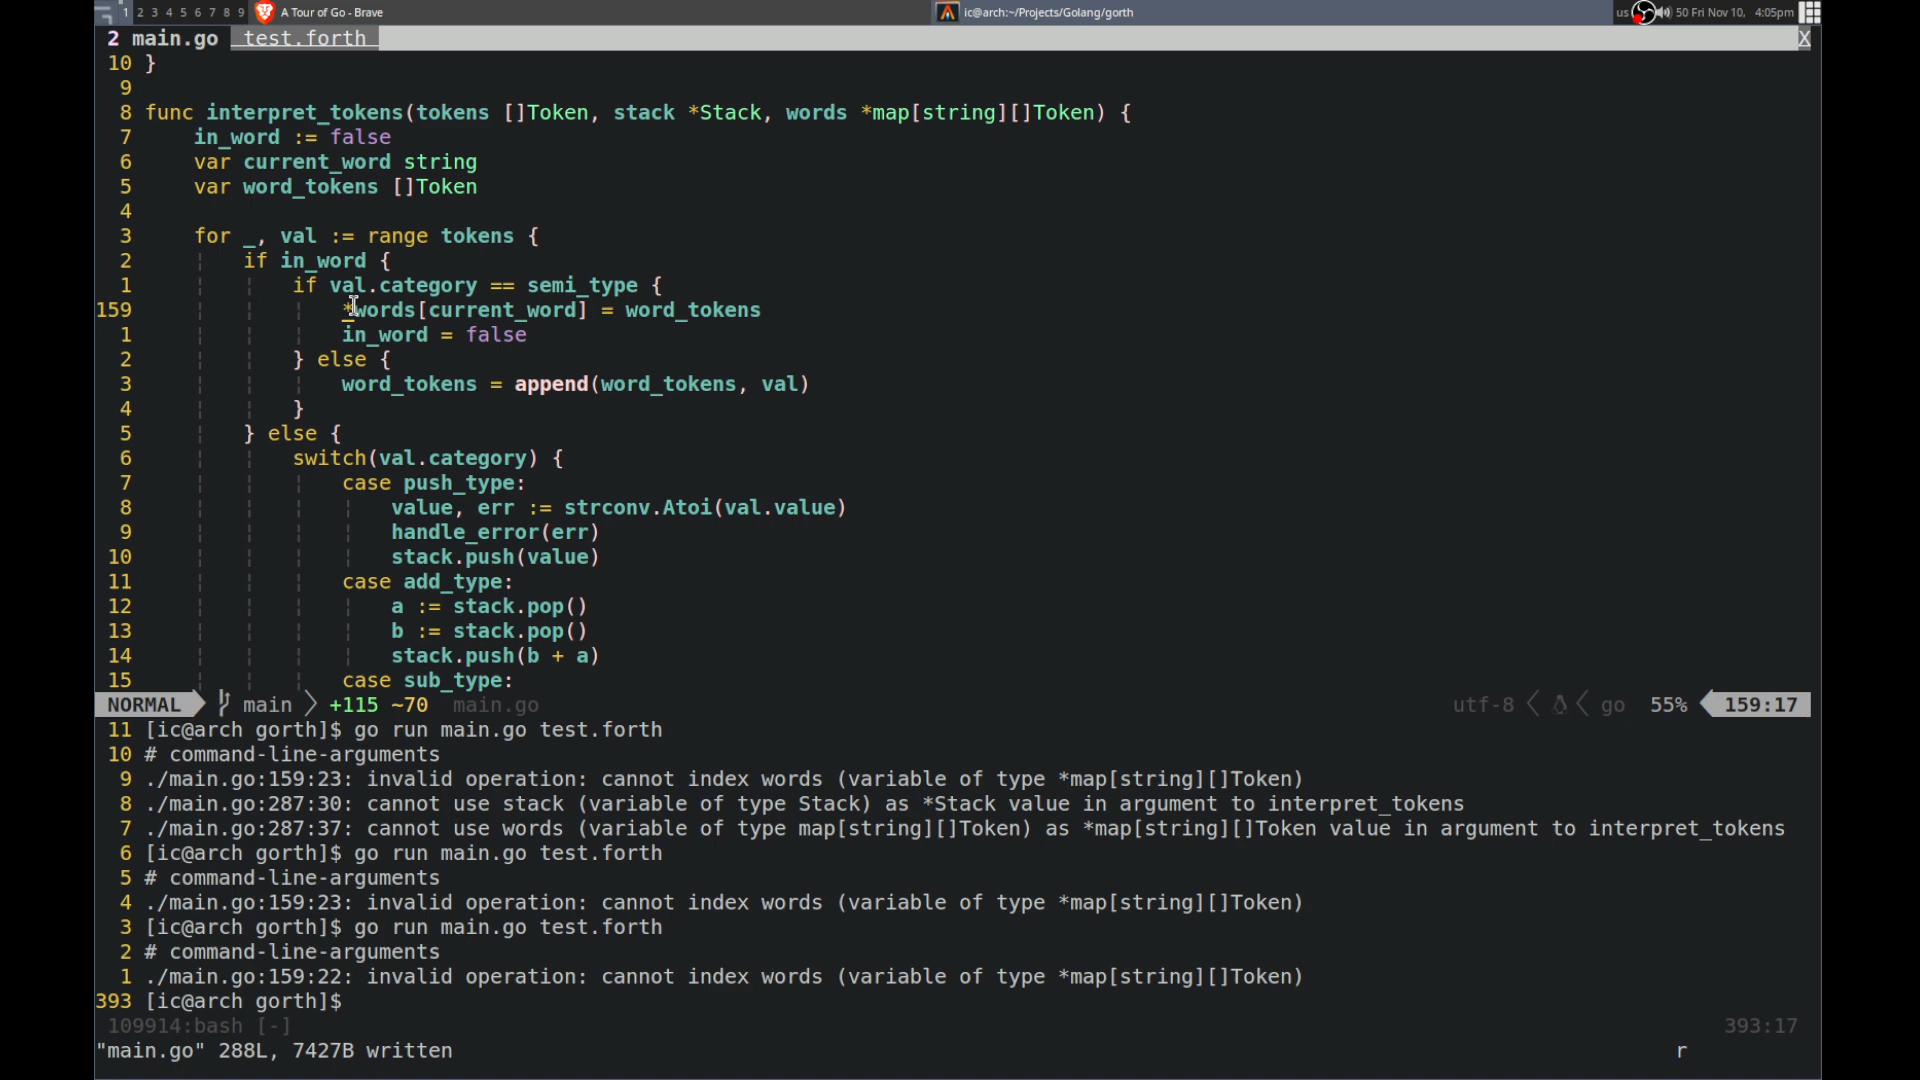 1 2 3 4 5 6 7 8 9 A Tour of Go - Brave ic@arch:~/Projects/Golang/gorth us 50 Fri Nov 10, 4:05pm
2 main.go test.forth X
10 }
9
8 func interpret_tokens(tokens []Token, stack *Stack, words *map[string][]Token) {
7 in_word := false
6 var current_word string
5 var word_tokens []Token
4
3 for _, val := range tokens {
2 if in_word {
1 if val.category == semi_type {
159 *words[current_word] = word_tokens
1 in_word = false
2 } else {
3 word_tokens = append(word_tokens, val)
4 }
5 } else {
6 switch(val.category) {
7 case push_type:
8 value, err := strconv.Atoi(val.value)
9 handle_error(err)
10 stack.push(value)
11 case add_type:
12 a := stack.pop()
13 b := stack.pop()
14 stack.push(b + a)
15 case sub_type:
NORMAL main +115 ~70 main.go utf-8 go 55% 159:17
11 [ic@arch gorth]$ go run main.go test.forth
10 # command-line-arguments
9 ./main.go:159:23: invalid operation: cannot index words (variable of type *map[string][]Token)
8 ./main.go:287:30: cannot use stack (variable of type Stack) as *Stack value in argument to interpret_tokens
7 ./main.go:287:37: cannot use words (variable of type map[string][]Token) as *map[string][]Token value in argument to interpret_tokens
6 [ic@arch gorth]$ go run main.go test.forth
5 # command-line-arguments
4 ./main.go:159:23: invalid operation: cannot index words (variable of type *map[string][]Token)
3 [ic@arch gorth]$ go run main.go test.forth
2 # command-line-arguments
1 ./main.go:159:22: invalid operation: cannot index words (variable of type *map[string][]Token)
393 [ic@arch gorth]$
109914:bash [-] 393:17
"main.go" 288L, 7427B written r